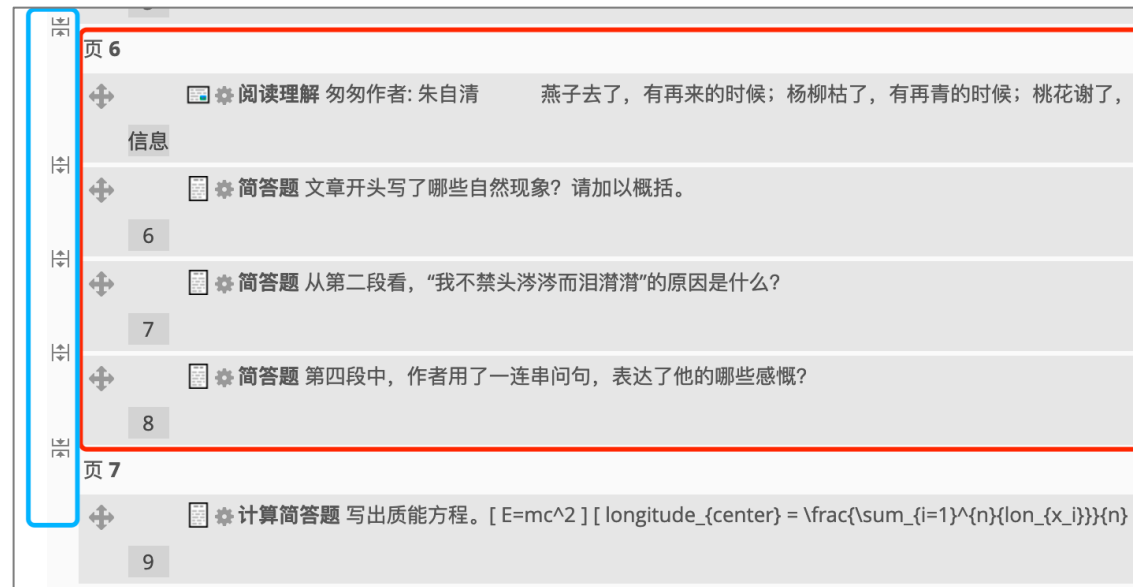 页 6
阅读理解 匆匆作者: 朱自清 燕子去了，有再来的时候；杨柳枯了，有再青的时候；桃花谢了，
信息
简答题 文章开头写了哪些自然现象？请加以概括。
6
简答题 从第二段看，“我不禁头涔涔而泪潸潸”的原因是什么？
7
简答题 第四段中，作者用了一连串问句，表达了他的哪些感慨？
8
页 7
计算简答题 写出质能方程。[ E=mc^2 ] [ longitude_{center} = \frac{\sum_{i=1}^{n}{lon_{x_i}}}{n}
9